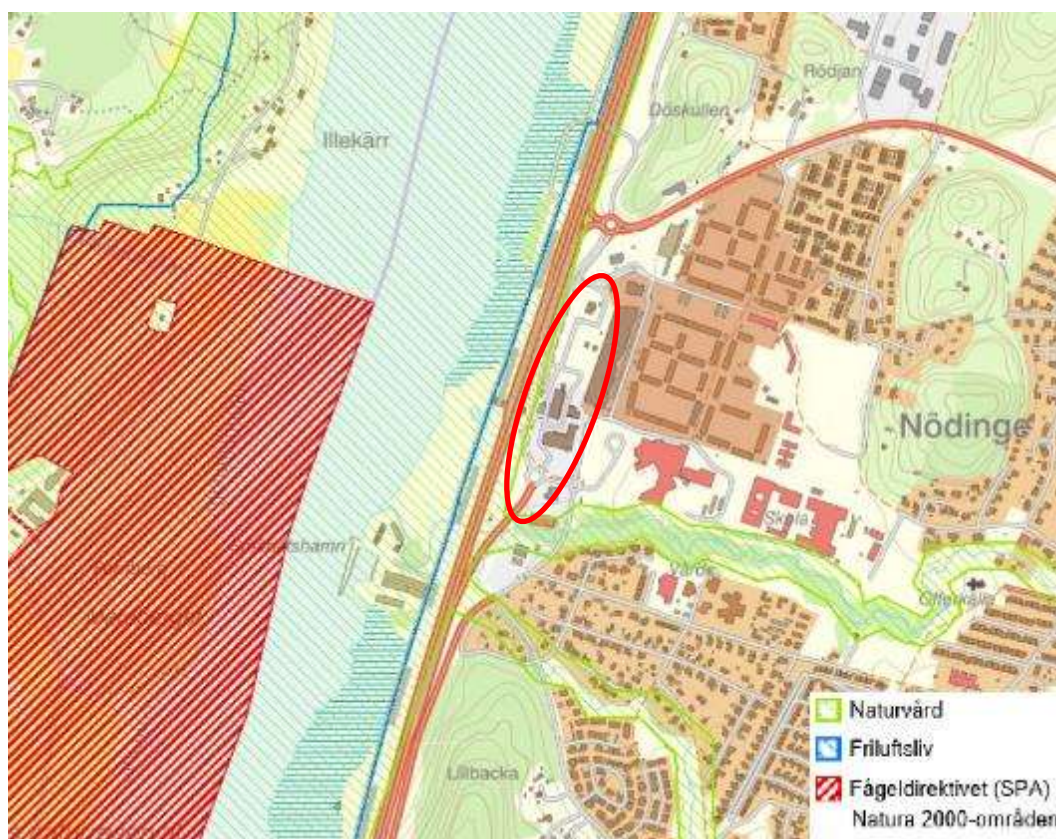 Rödjan
Döskullen
Illekärr
Nödinge
Skola
Lillbacka
Naturvård
Friluftsliv
Fågeldirektivet (SPA)
Natura 2000-områden